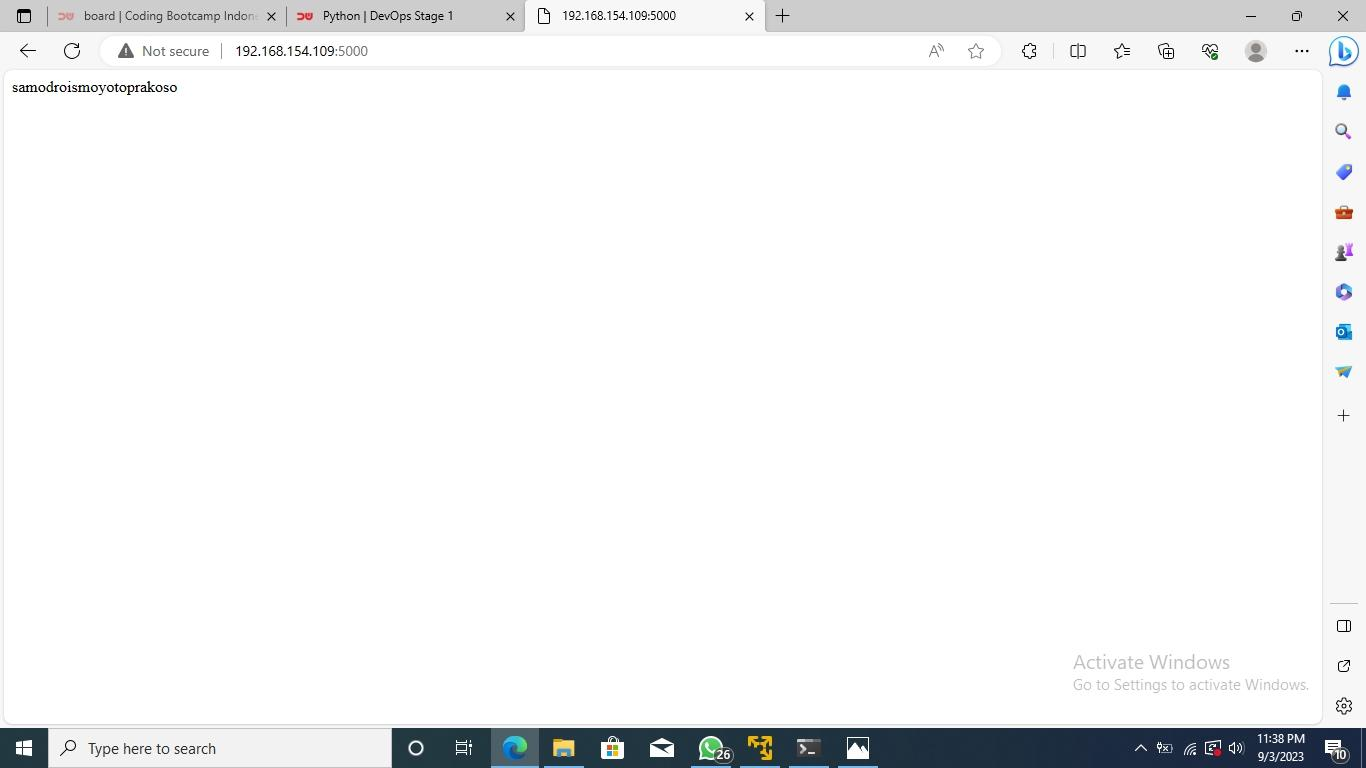 board | Coding Bootcamp Indon
Python | DevOps Stage 1
192.168.154.109:5000
Not secure
192.168.154.109:5000
samodroismoyotoprakoso
Activate Windows
Go to Settings to activate Windows.
Type here to search
26
11:38 PM
9/3/2023
10